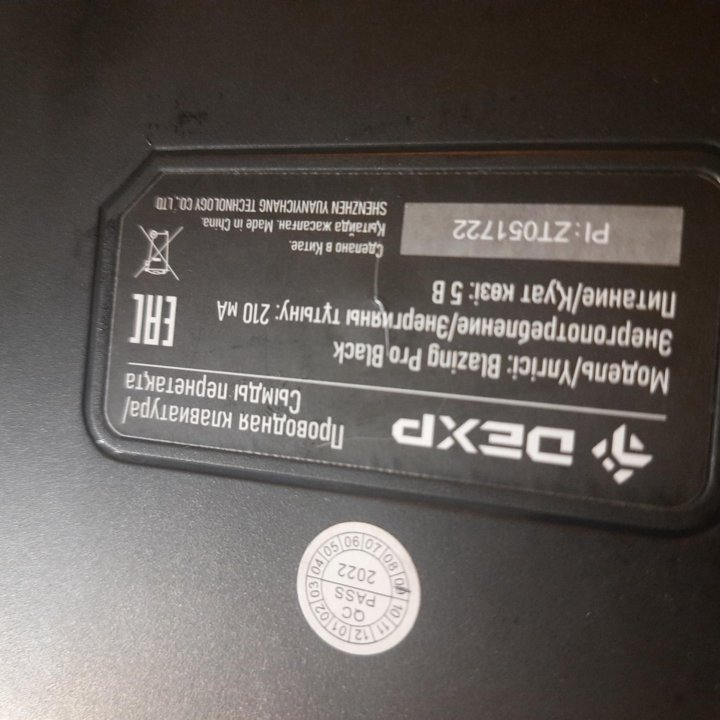 DEXP
Проводная клавиатура/
Сымды пернетақта
Модель/Үлгісі: Blazing Pro Black
Энергопотребление/Энергияны тұтыну: 210 мА
Питание/Қуат көзі: 5 В
EAC
PI:ZT051722
Сделано в Китае.
Қытайда жасалған. Made in China.
SHENZHEN YUANYICHANG TECHNOLOGY CO., LTD
QC
PASS
2022
01 02 03 04 05 06 07 08 09 10 11 12